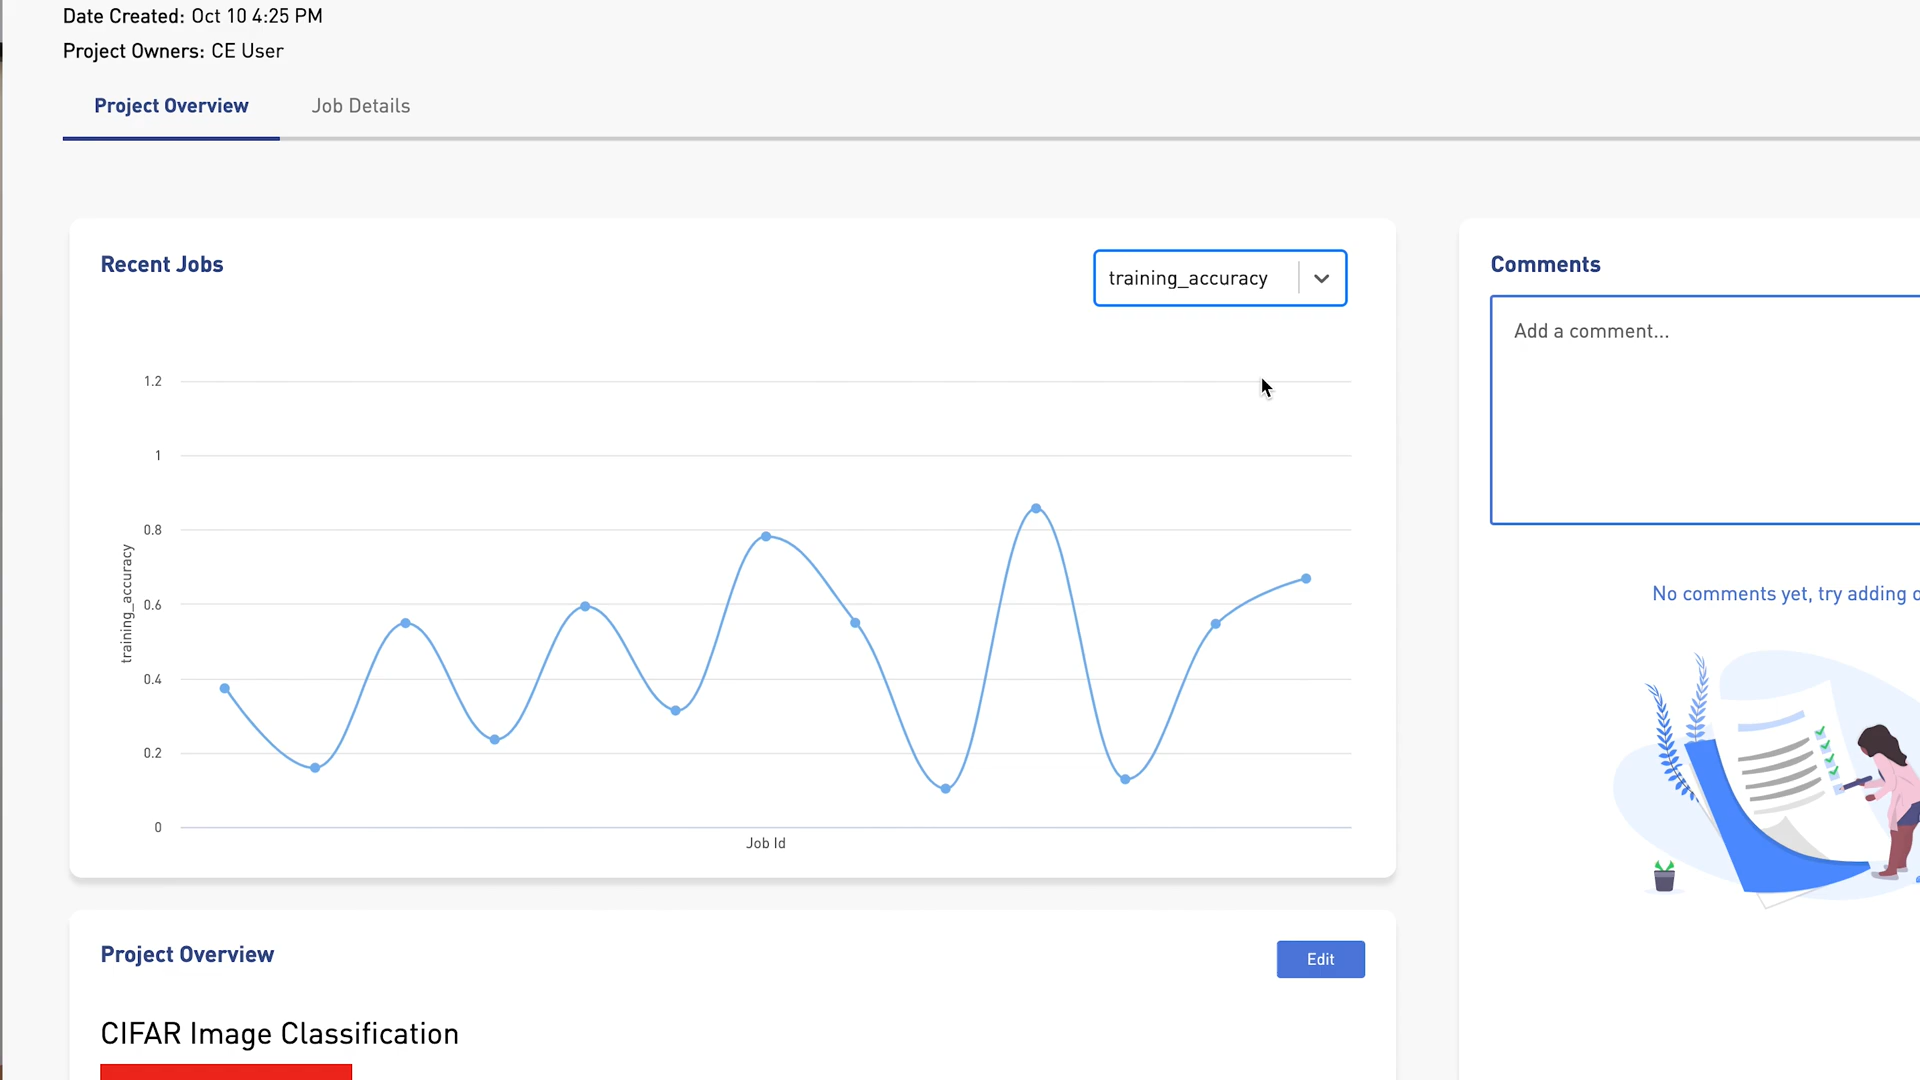 Date Created: Oct 10 4:25 PM
Project Owners: CE User
Project Overview
Job Details
Recent Jobs
training_accuracy
1.2
1
0.8
0.6
0.4
0.2
0
training_accuracy
Job Id
Comments
Add a comment...
No comments yet, try adding
Project Overview
Edit
CIFAR Image Classification